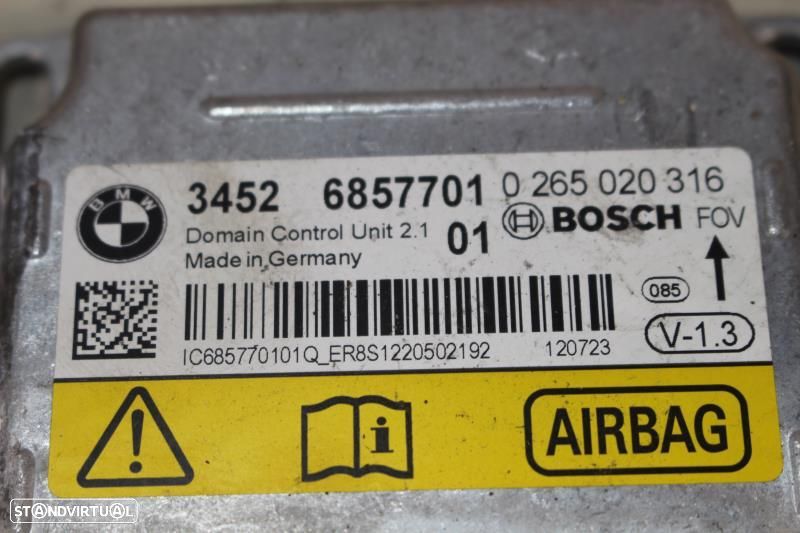 BMW
3452 6857701 0 265 020 316
Domain Control Unit 2.1 01 BOSCH FOV
Made in Germany
085
V-1.3
IC685770101Q_ER8S1220502192 120723
AIRBAG
STANDVIRTUAL